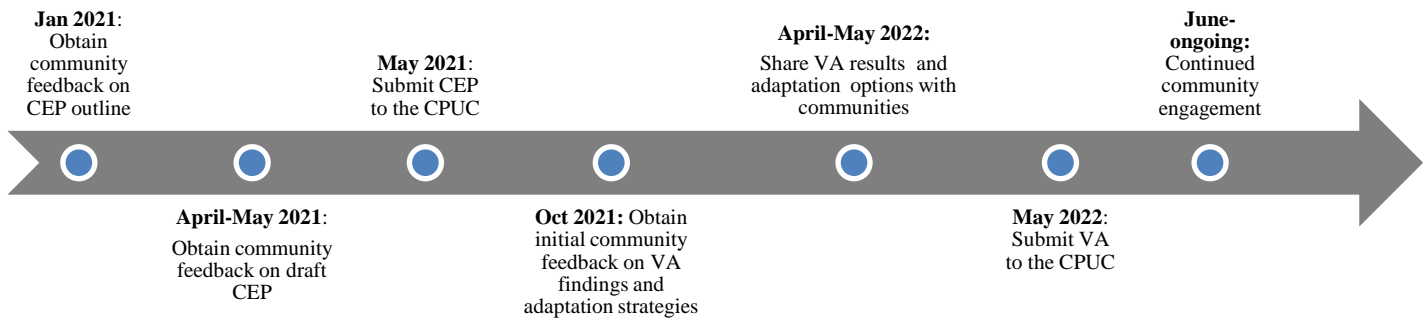 Jan 2021:
Obtain
community
feedback on
CEP outline
April-May 2021:
Obtain community
feedback on draft
CEP
May 2021:
Submit CEP
to the CPUC
Oct 2021: Obtain
initial community
feedback on VA
findings and
adaptation strategies
April-May 2022:
Share VA results and
adaptation options with
communities
May 2022:
Submit VA
to the CPUC
June-
ongoing:
Continued
community
engagement